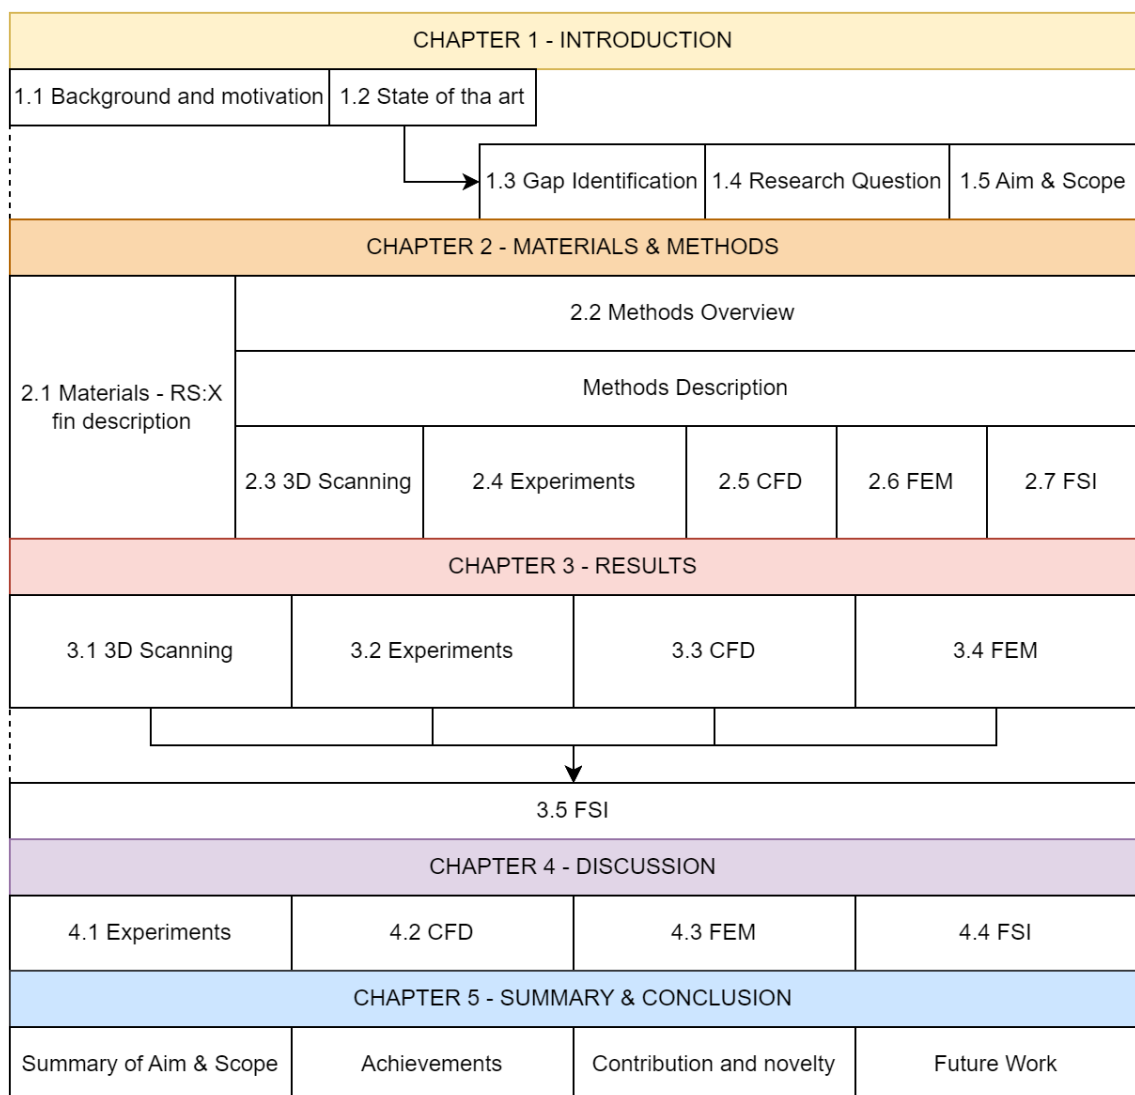 CHAPTER 1 - INTRODUCTION
1.1 Background and motivation
1.2 State of tha art
1.3 Gap Identification
1.4 Research Question
1.5 Aim & Scope
CHAPTER 2 - MATERIALS & METHODS
2.1 Materials - RS:X
fin description
2.2 Methods Overview
Methods Description
2.3 3D Scanning
2.4 Experiments
2.5 CFD
2.6 FEM
2.7 FSI
CHAPTER 3 - RESULTS
3.1 3D Scanning
3.2 Experiments
3.3 CFD
3.4 FEM
3.5 FSI
CHAPTER 4 - DISCUSSION
4.1 Experiments
4.2 CFD
4.3 FEM
4.4 FSI
CHAPTER 5 - SUMMARY & CONCLUSION
Summary of Aim & Scope
Achievements
Contribution and novelty
Future Work